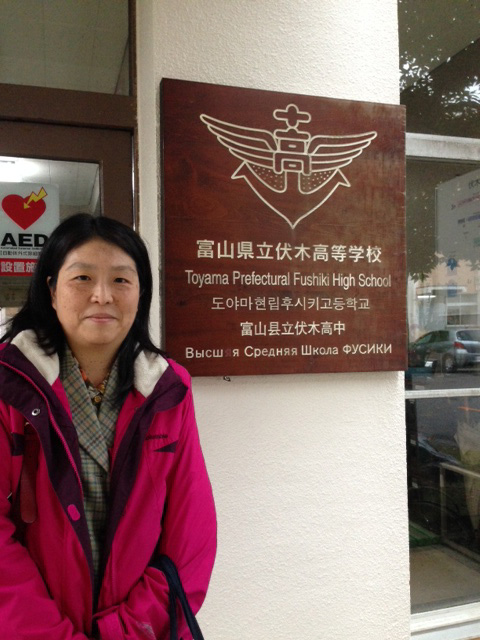 高
富山県立伏木高等学校
Toyama Prefectural Fushiki High School
도야마현립후시키고등학교
富山县立伏木高中
Высшая Средняя Школа ФУСИКИ
AED
設置施